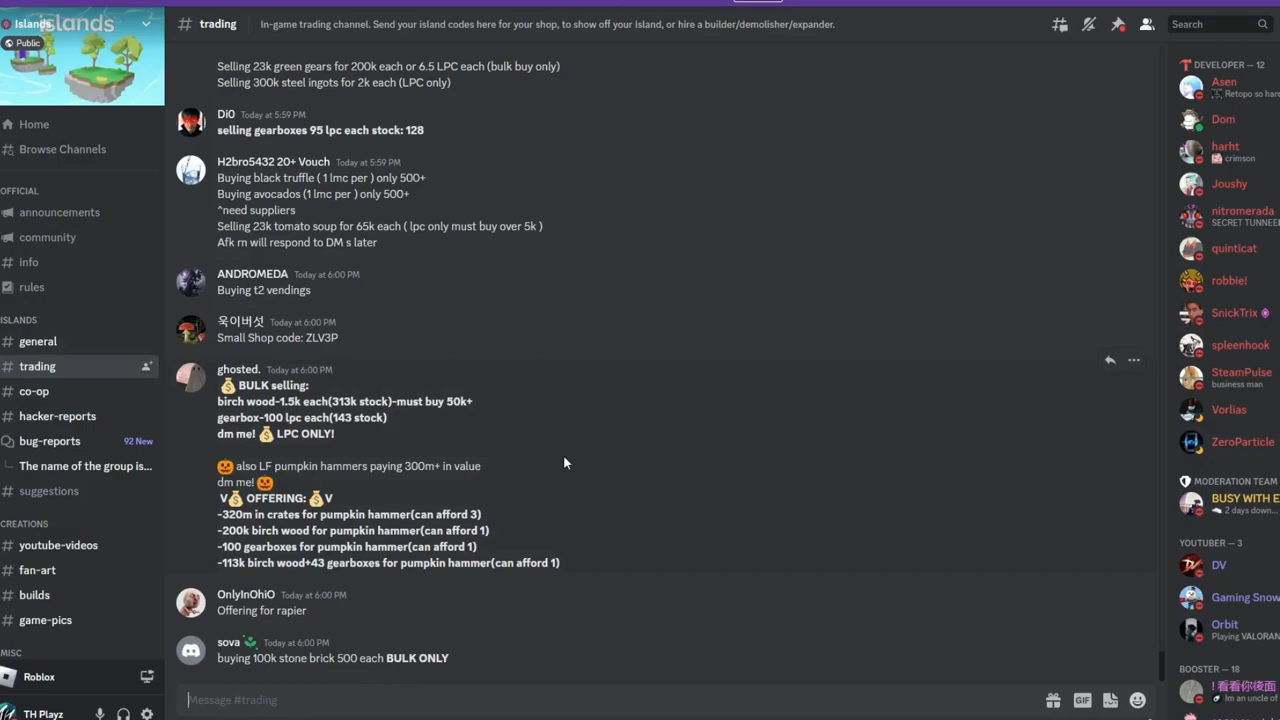 Islands
islands
Public
Home
Browse Channels
OFFICIAL
announcements
community
info
rules
ISLANDS
general
trading
co-op
hacker-reports
bug-reports 92 New
The name of the group is...
suggestions
CREATIONS
youtube-videos
fan-art
builds
game-pics
MISC
Roblox
TH Playz
trading In-game trading channel. Send your island codes here for your shop, to show off your Island, or hire a builder/demolisher/expander.
Search
Selling 23k green gears for 200k each or 6.5 LPC each (bulk buy only)
Selling 300k steel ingots for 2k each (LPC only)
Di0 Today at 5:59 PM
selling gearboxes 95 lpc each stock: 128
H2bro5432 20+ Vouch Today at 5:59 PM
Buying black truffle ( 1 lmc per ) only 500+
Buying avocados (1 lmc per ) only 500+
^need suppliers
Selling 23k tomato soup for 65k each ( lpc only must buy over 5k )
Afk rn will respond to DM s later
ANDROMEDA Today at 6:00 PM
Buying t2 vendings
욱이버섯 Today at 6:00 PM
Small Shop code: ZLV3P
ghosted. Today at 6:00 PM
💰 BULK selling:
birch wood-1.5k each(313k stock)-must buy 50k+
gearbox-100 lpc each(143 stock)
dm me! 💰 LPC ONLY!
🎃 also LF pumpkin hammers paying 300m+ in value
dm me! 🎃
V💰 OFFERING: 💰V
-320m in crates for pumpkin hammer(can afford 3)
-200k birch wood for pumpkin hammer(can afford 1)
-100 gearboxes for pumpkin hammer(can afford 1)
-113k birch wood+43 gearboxes for pumpkin hammer(can afford 1)
OnlyInOhiO Today at 6:00 PM
Offering for rapier
sova Today at 6:00 PM
buying 100k stone brick 500 each BULK ONLY
Message #trading
GIF
DEVELOPER — 12
Asen
Retopo so har
Dom
harht
crimson
Joushy
nitromerada
SECRET TUNNEL
quinticat
robbie!
SnickTrix
spleenhook
SteamPulse
business man
Vorlias
ZeroParticle
MODERATION TEAM
BUSY WITH E
2 days down...
YOUTUBER — 3
DV
Gaming Snow
Orbit
Playing VALORAN
BOOSTER — 18
! 看看你後面
Im an uncle of